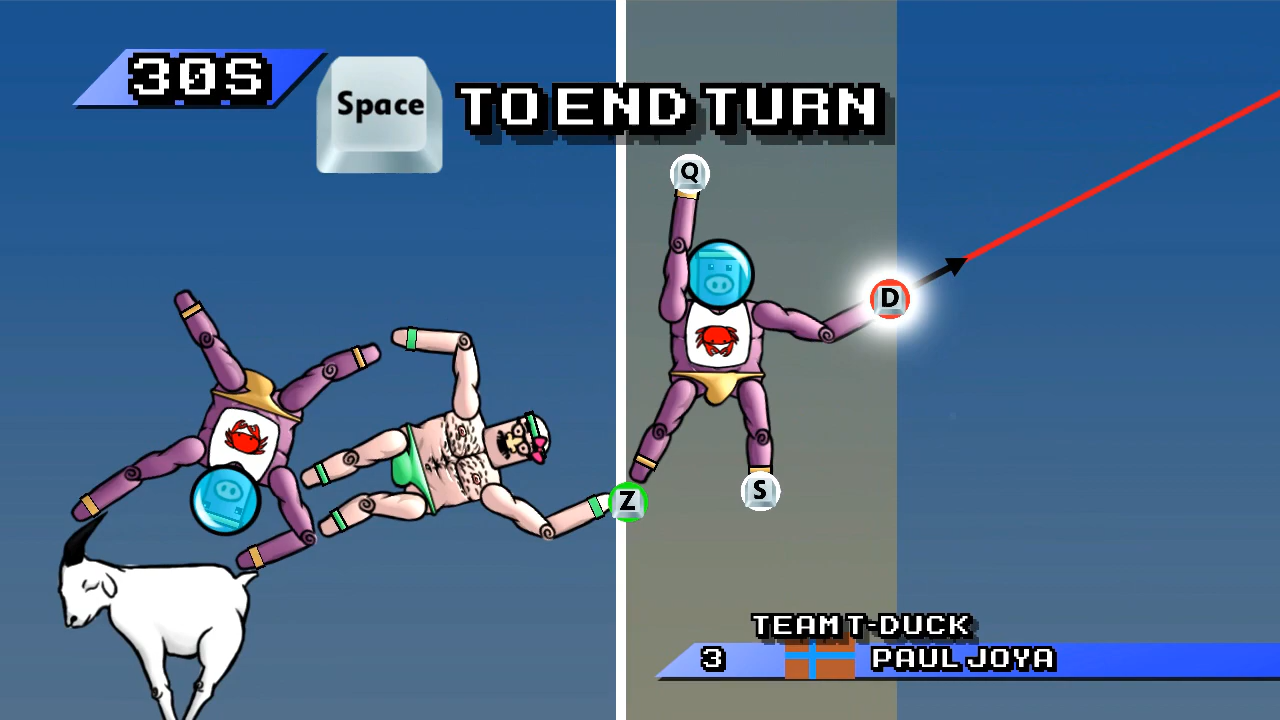 30S
Space TO END TURN
Q
D
Z
S
TEAM T-DUCK
3 PAUL JOYA